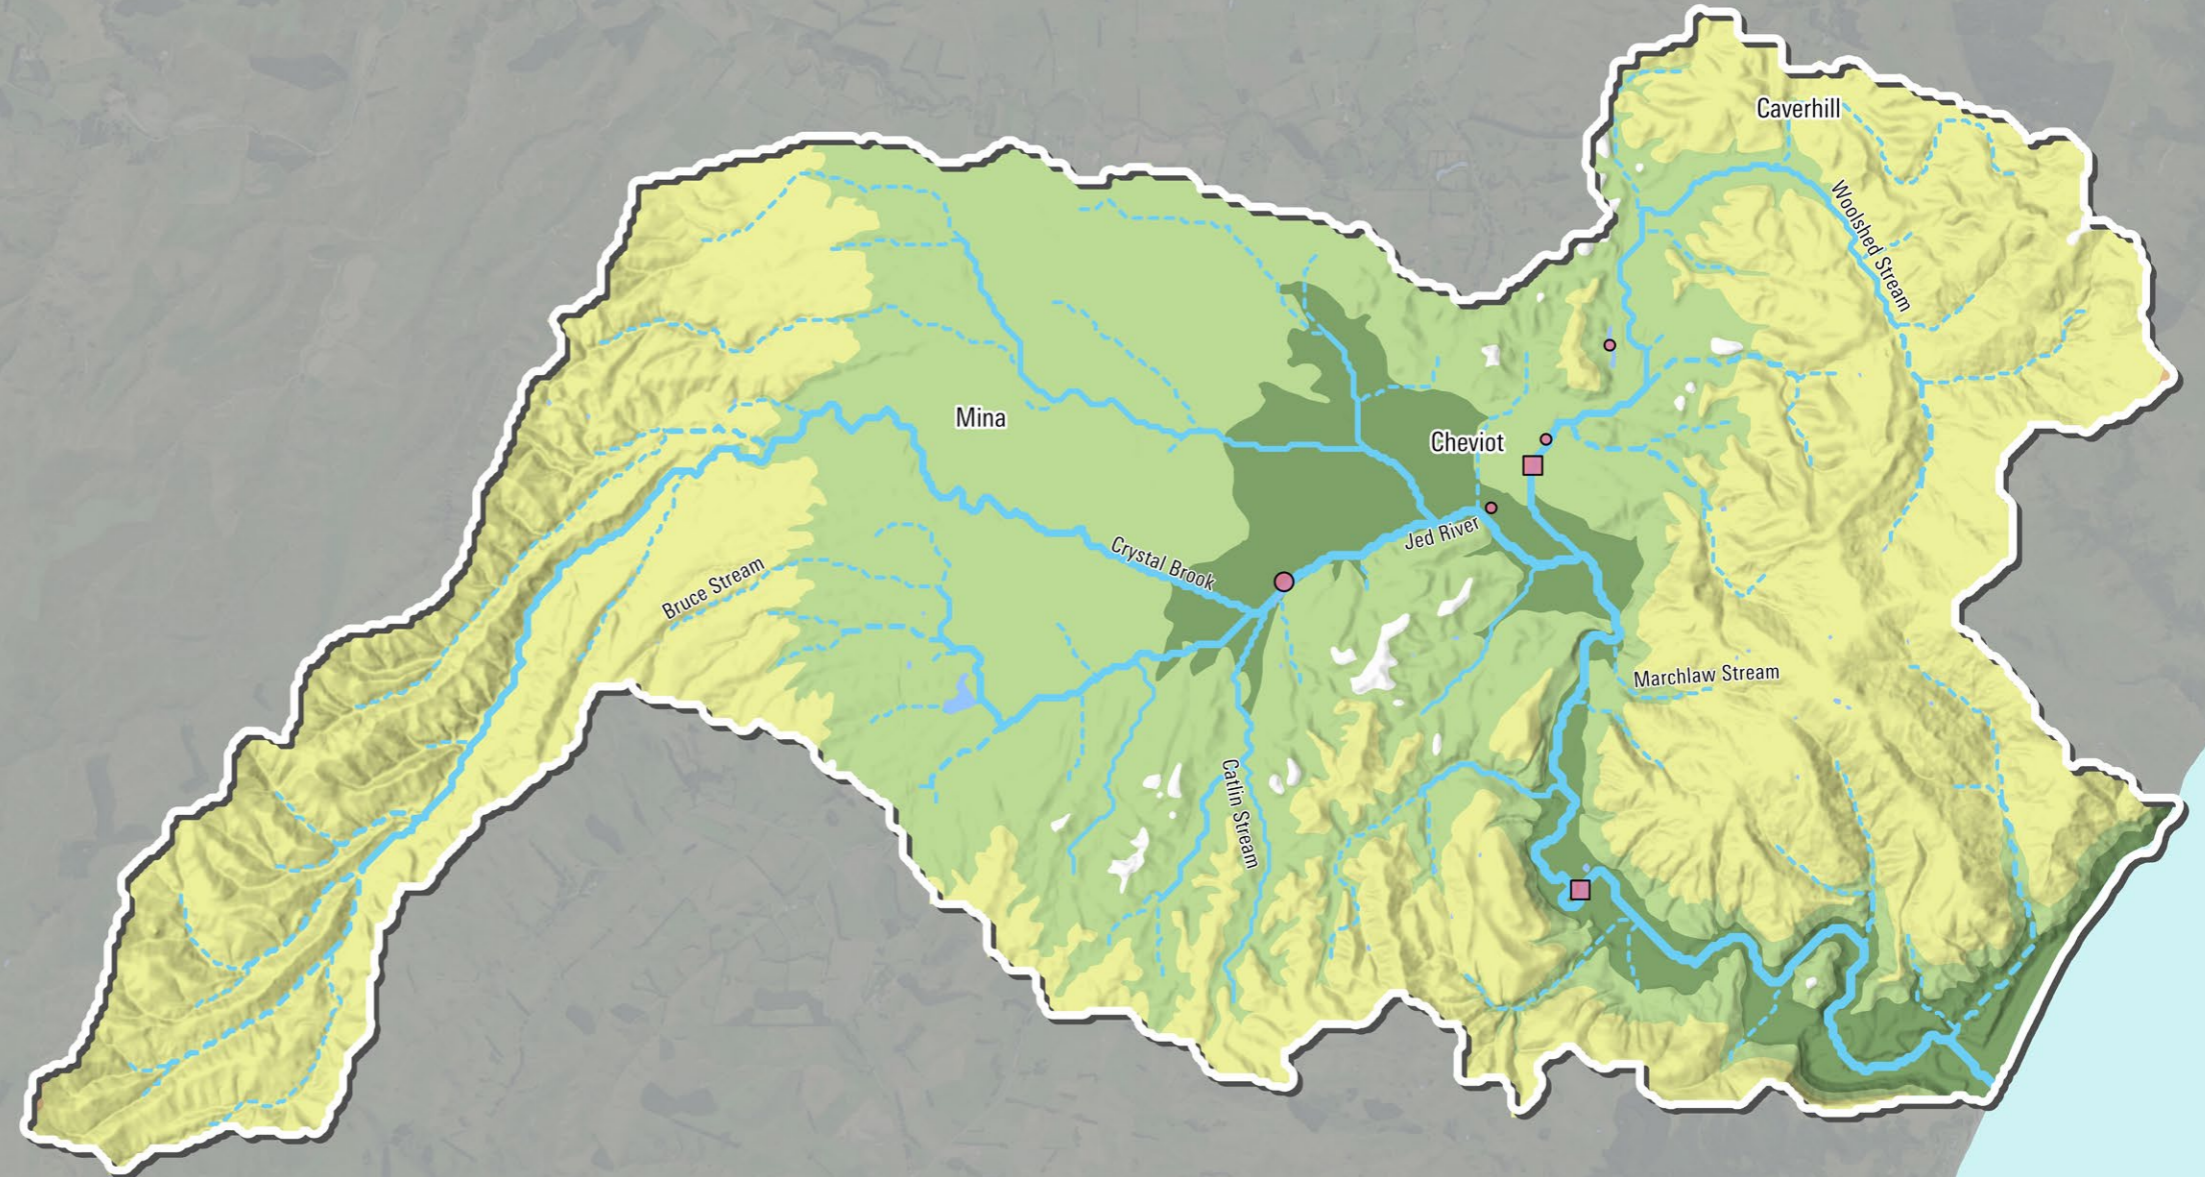 Caverhill
Woolshed Stream
Mina
Cheviot
Jed River
Crystal Brook
Bruce Stream
Marchlaw Stream
Catlin Stream